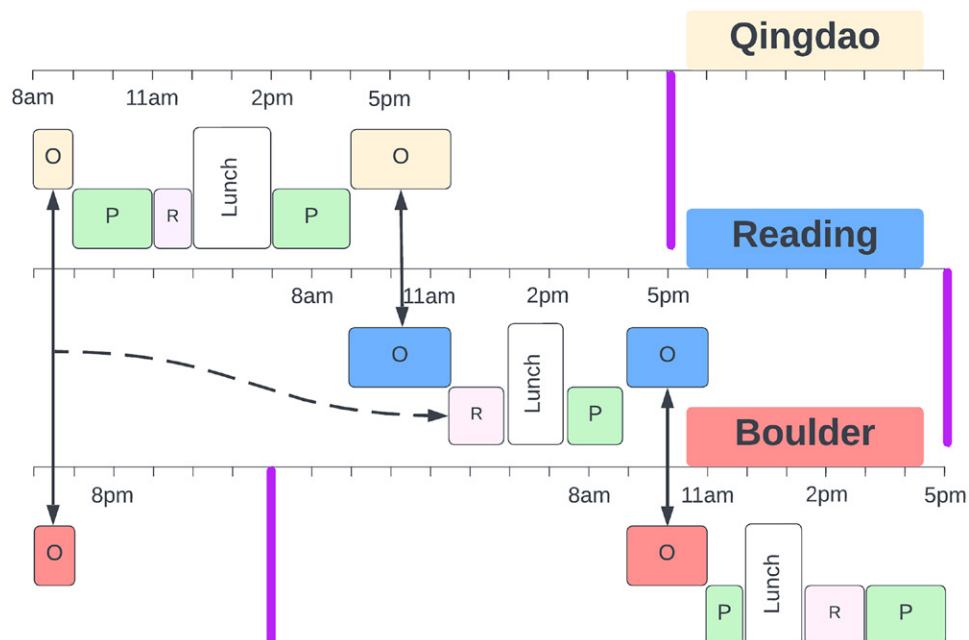 Qingdao
8am 11am 2pm 5pm
O Lunch O
P R P
Reading
8am 11am 2pm 5pm
O Lunch O
R P
Boulder
8pm 8am 11am 2pm 5pm
O O Lunch
P R P